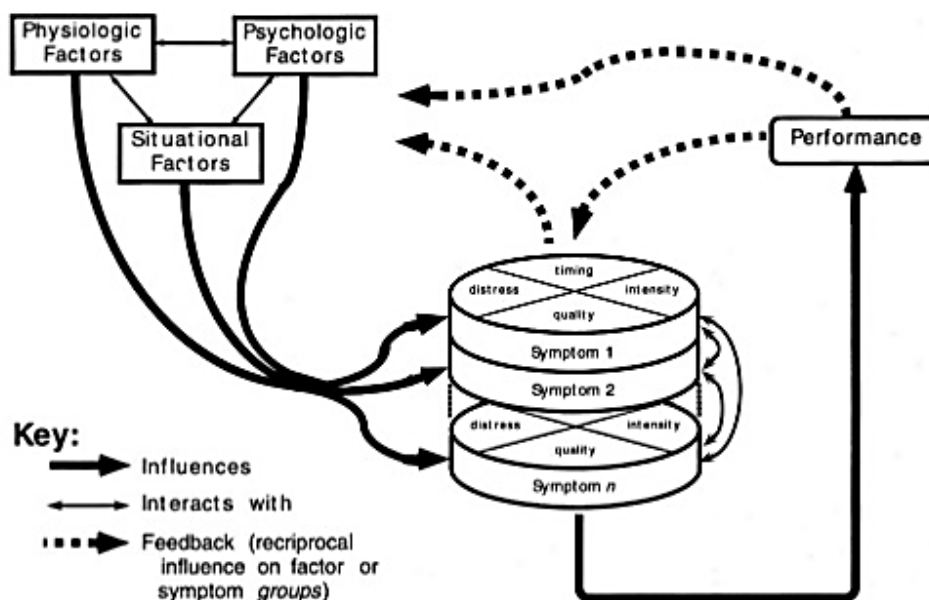 Physiologic
Factors
Psychologic
Factors
Situational
Factors
Performance
timing
distress
intensity
quality
Symptom 1
Symptom 2
distress
intensity
quality
Symptom n
Key:
Influences
Interacts with
Feedback (recriprocal
influence on factor or
symptom groups)